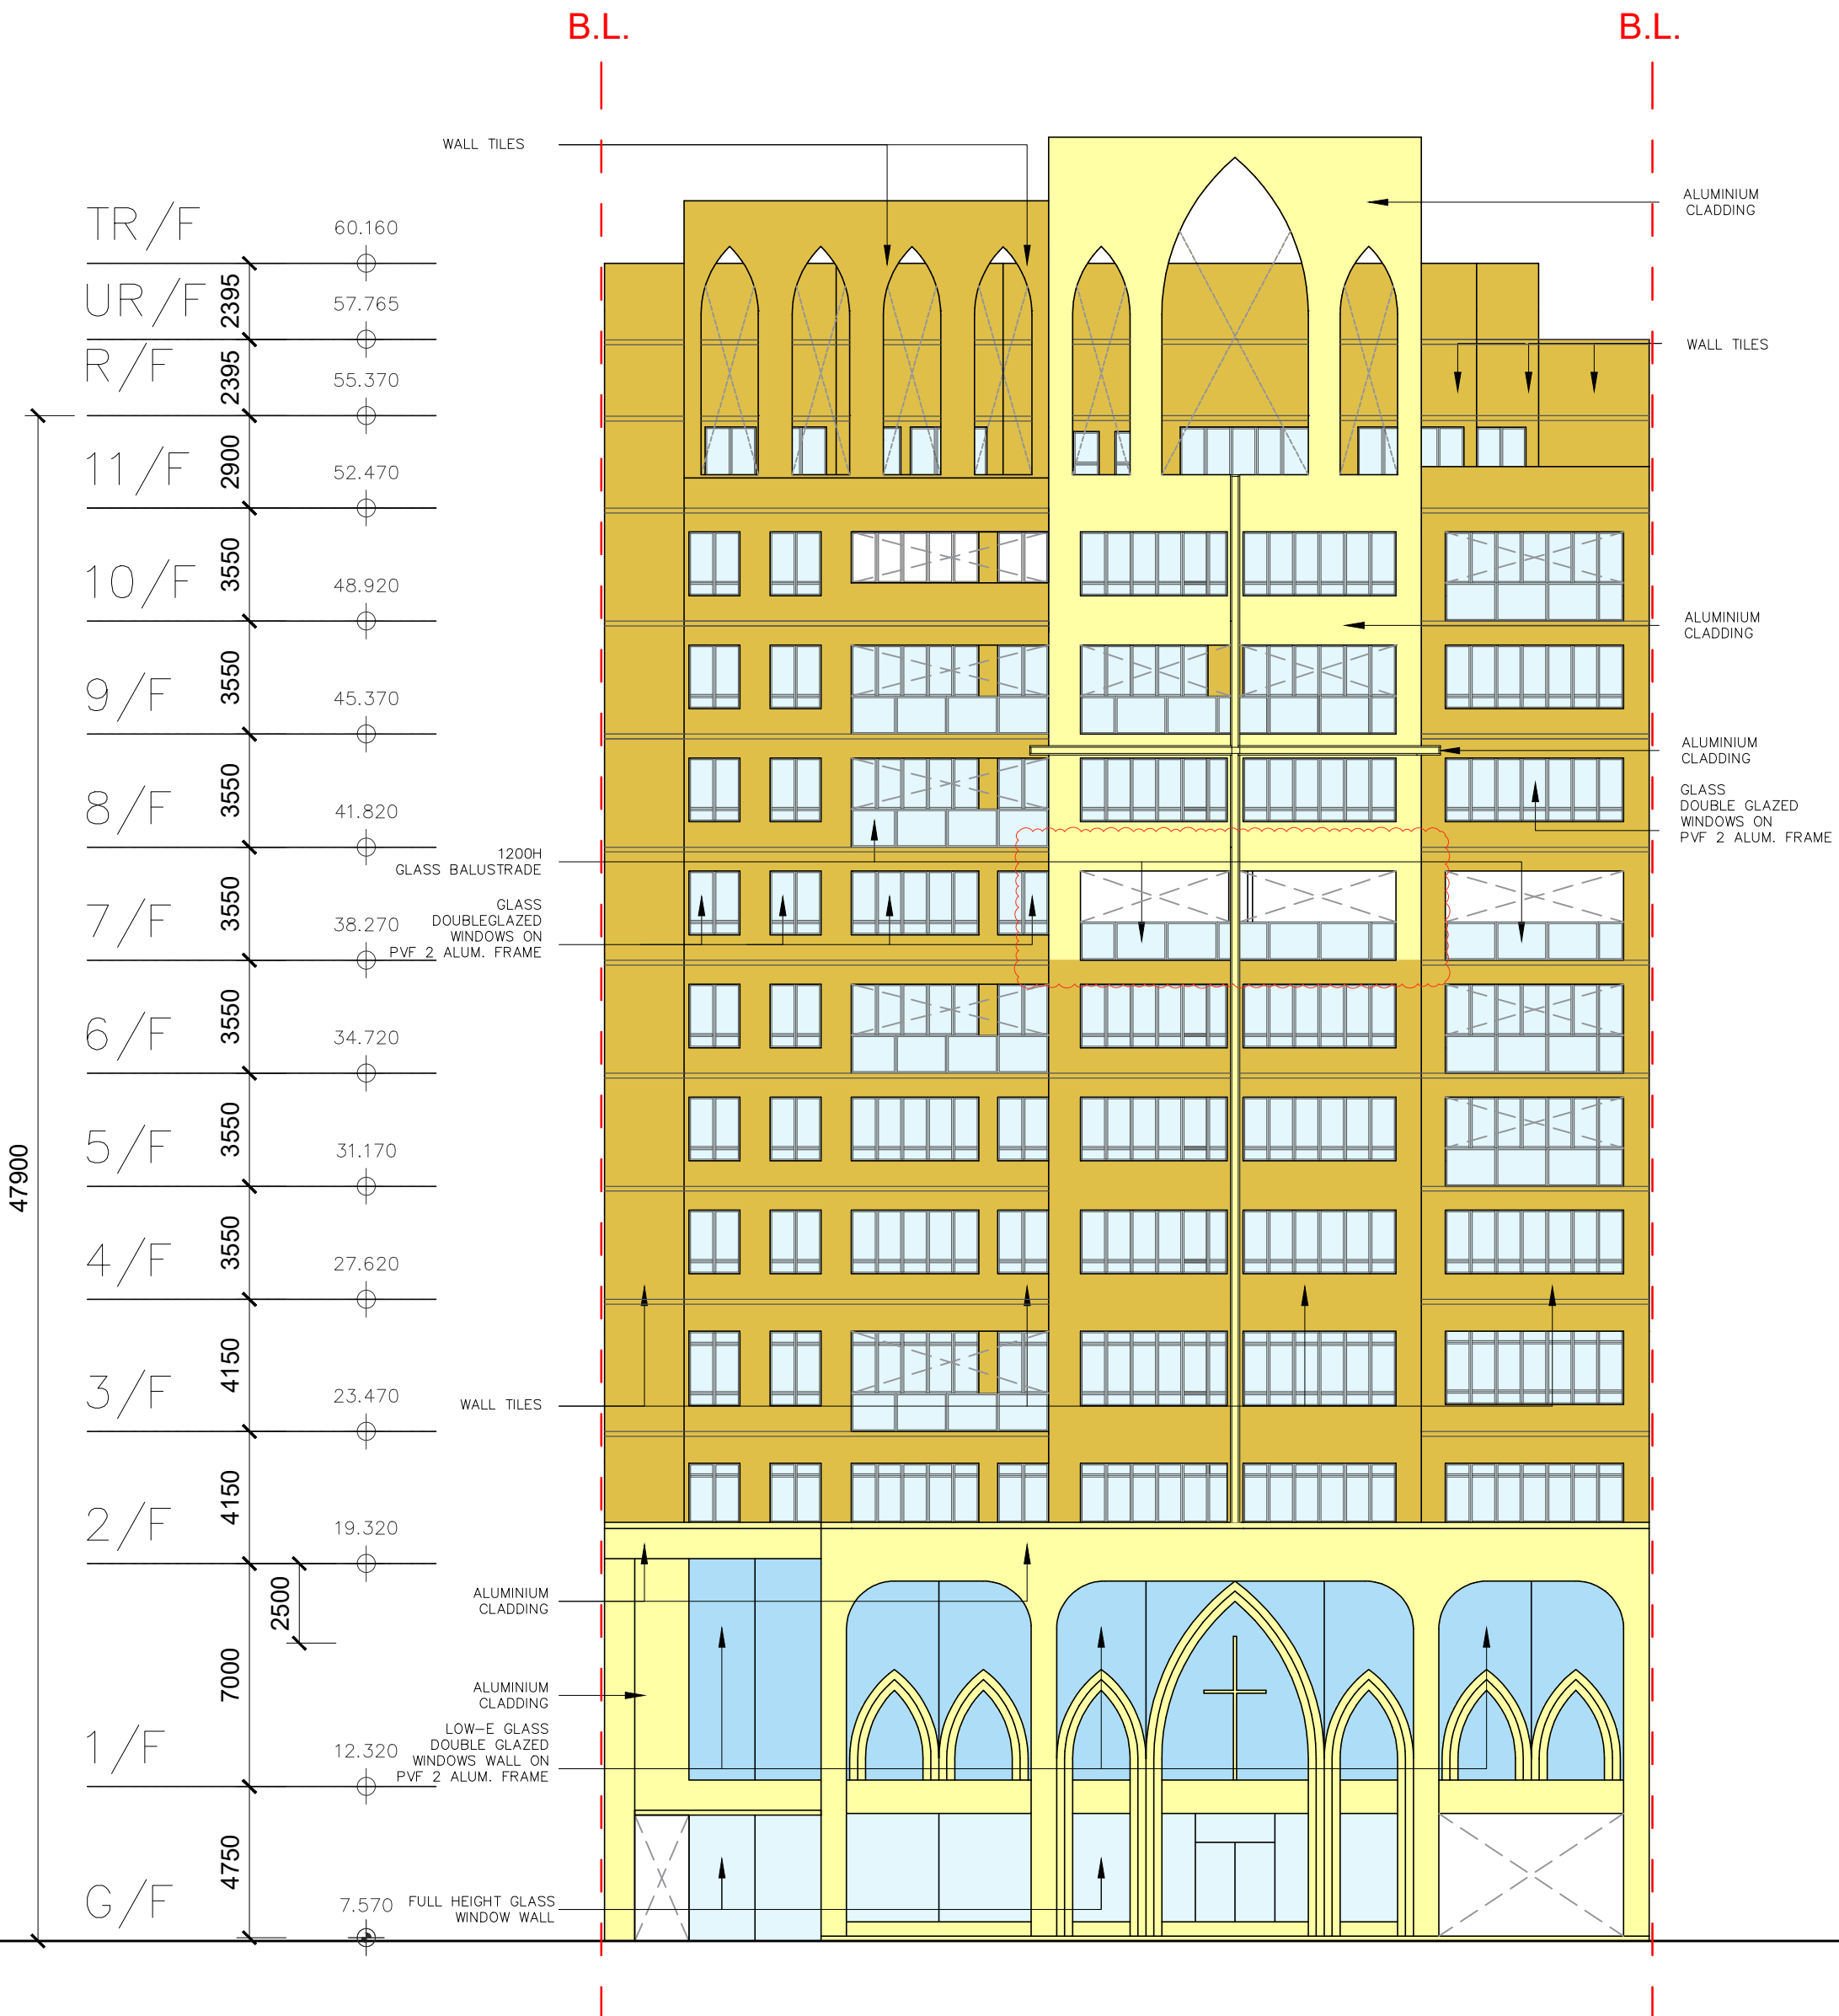 B.L.
B.L.
WALL TILES
ALUMINIUM
CLADDING
TR/F
60.160
2395
UR/F
57.765
WALL TILES
2395
R/F
55.370
2900
11/F
52.470
3550
10/F
48.920
ALUMINIUM
CLADDING
3550
9/F
45.370
ALUMINIUM
CLADDING
3550
8/F
41.820
GLASS
DOUBLE GLAZED
WINDOWS ON
PVF 2 ALUM. FRAME
1200H
GLASS BALUSTRADE
3550
7/F
38.270
GLASS
DOUBLEGLAZED
WINDOWS ON
PVF 2 ALUM. FRAME
3550
6/F
34.720
3550
5/F
31.170
47900
3550
4/F
27.620
4150
3/F
23.470
WALL TILES
4150
2/F
19.320
2500
ALUMINIUM
CLADDING
7000
ALUMINIUM
CLADDING
1/F
12.320
LOW-E GLASS
DOUBLE GLAZED
WINDOWS WALL ON
PVF 2 ALUM. FRAME
4750
G/F
7.570
FULL HEIGHT GLASS
WINDOW WALL